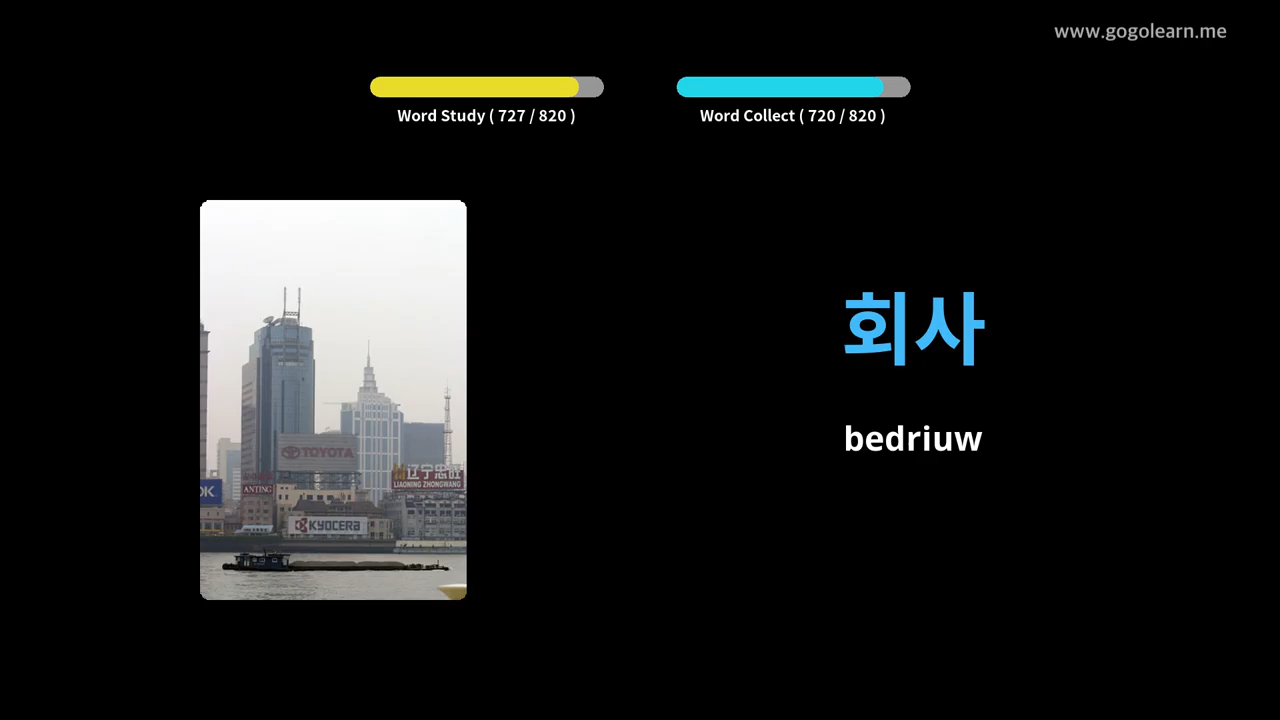 www.gogolearn.me
Word Study ( 727 / 820 )
Word Collect ( 720 / 820 )
회사
bedriuw
TOYOTA
辽宁忠旺
LIAONING ZHONGWANG
OK
ANTING
KYOCERA